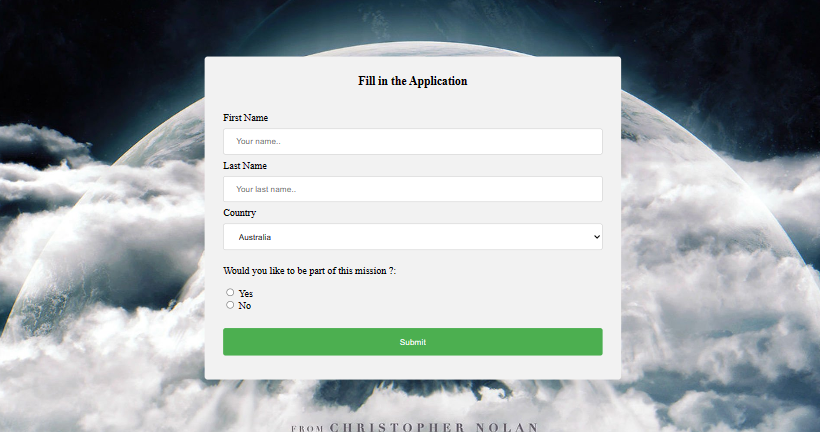 Fill in the Application
First Name
Your name..
Last Name
Your last name..
Country
Australia
Would you like to be part of this mission ?:
Yes
No
Submit
FROM CHRISTOPHER NOLAN